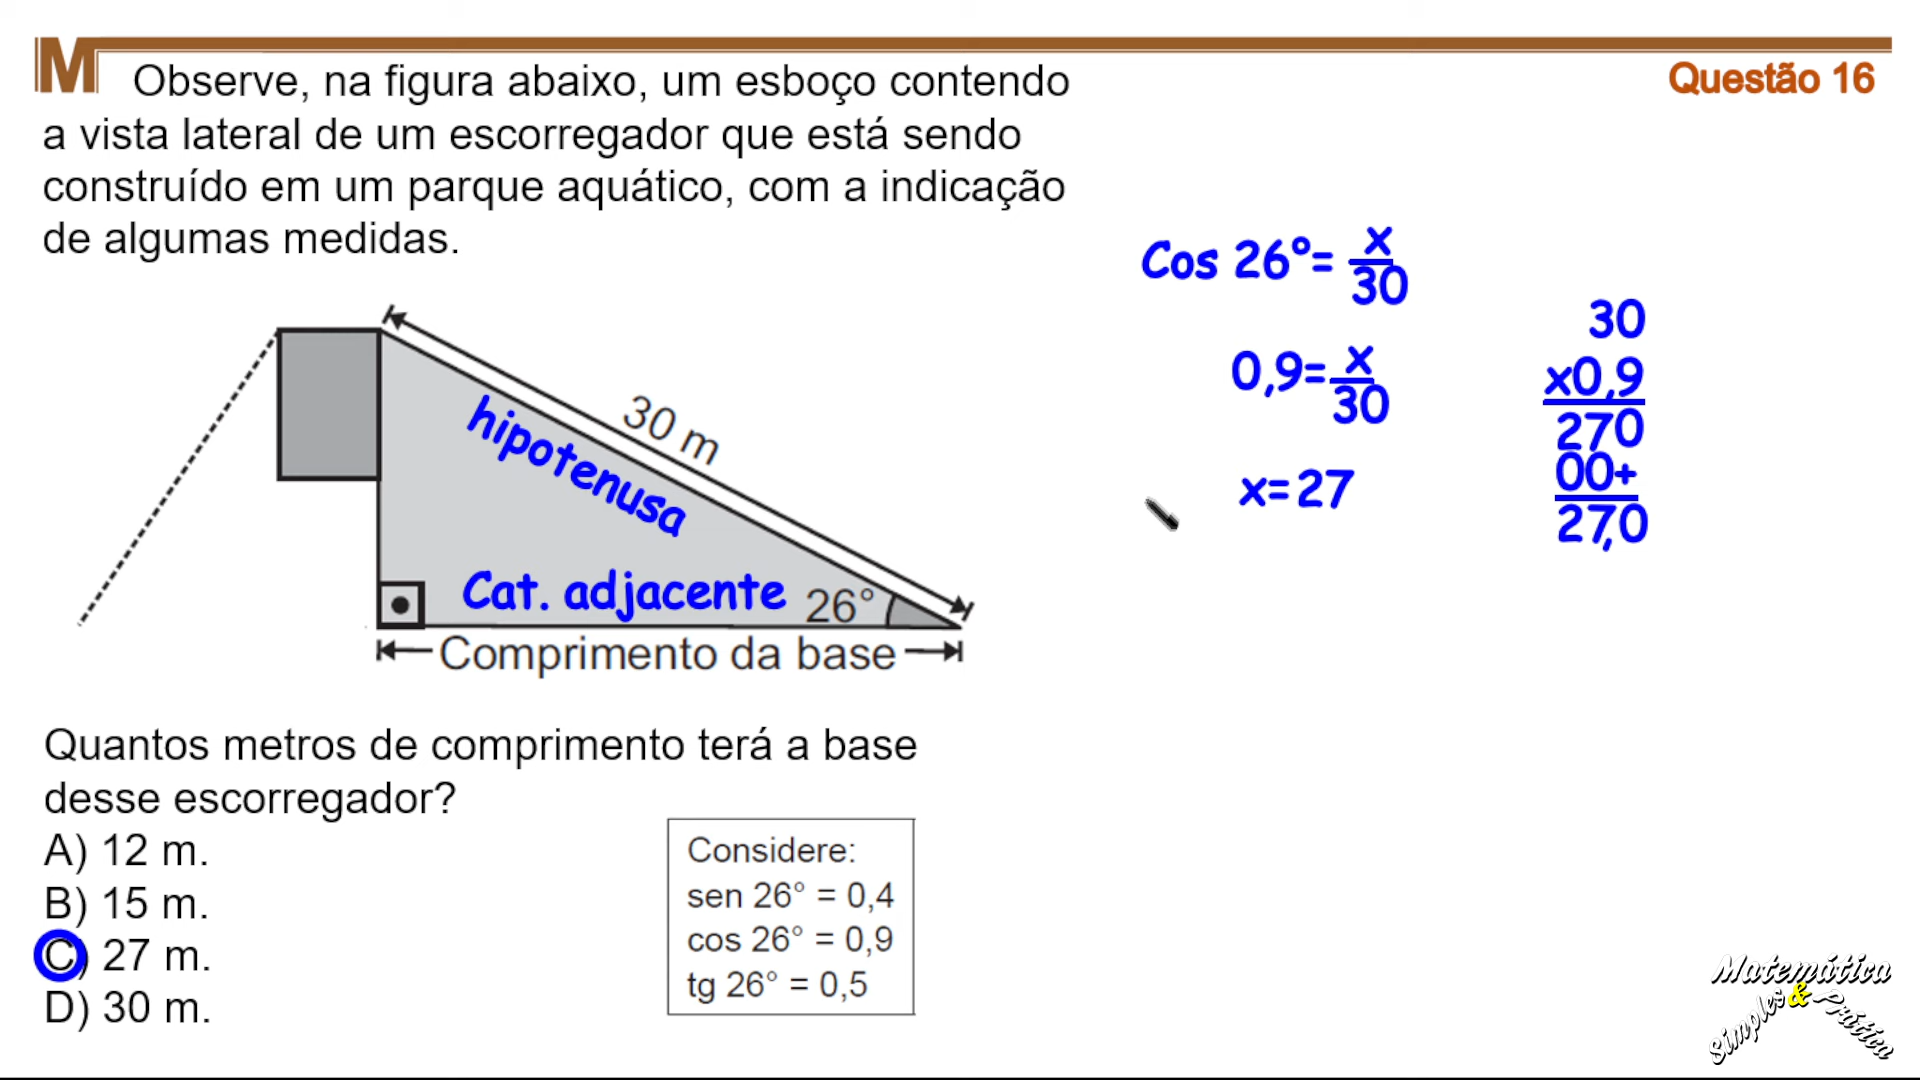 M
Questão 16
Observe, na figura abaixo, um esboço contendo
a vista lateral de um escorregador que está sendo
construído em um parque aquático, com a indicação
de algumas medidas.
30 m
hipotenusa
Cat. adjacente
26°
Comprimento da base
Cos 26°= x/30
0,9= x/30
x=27
30
x0,9
270
00+
27,0
Quantos metros de comprimento terá a base
desse escorregador?
A) 12 m.
B) 15 m.
C) 27 m.
D) 30 m.
Considere:
sen 26° = 0,4
cos 26° = 0,9
tg 26° = 0,5
Matemática
Simples & Prática